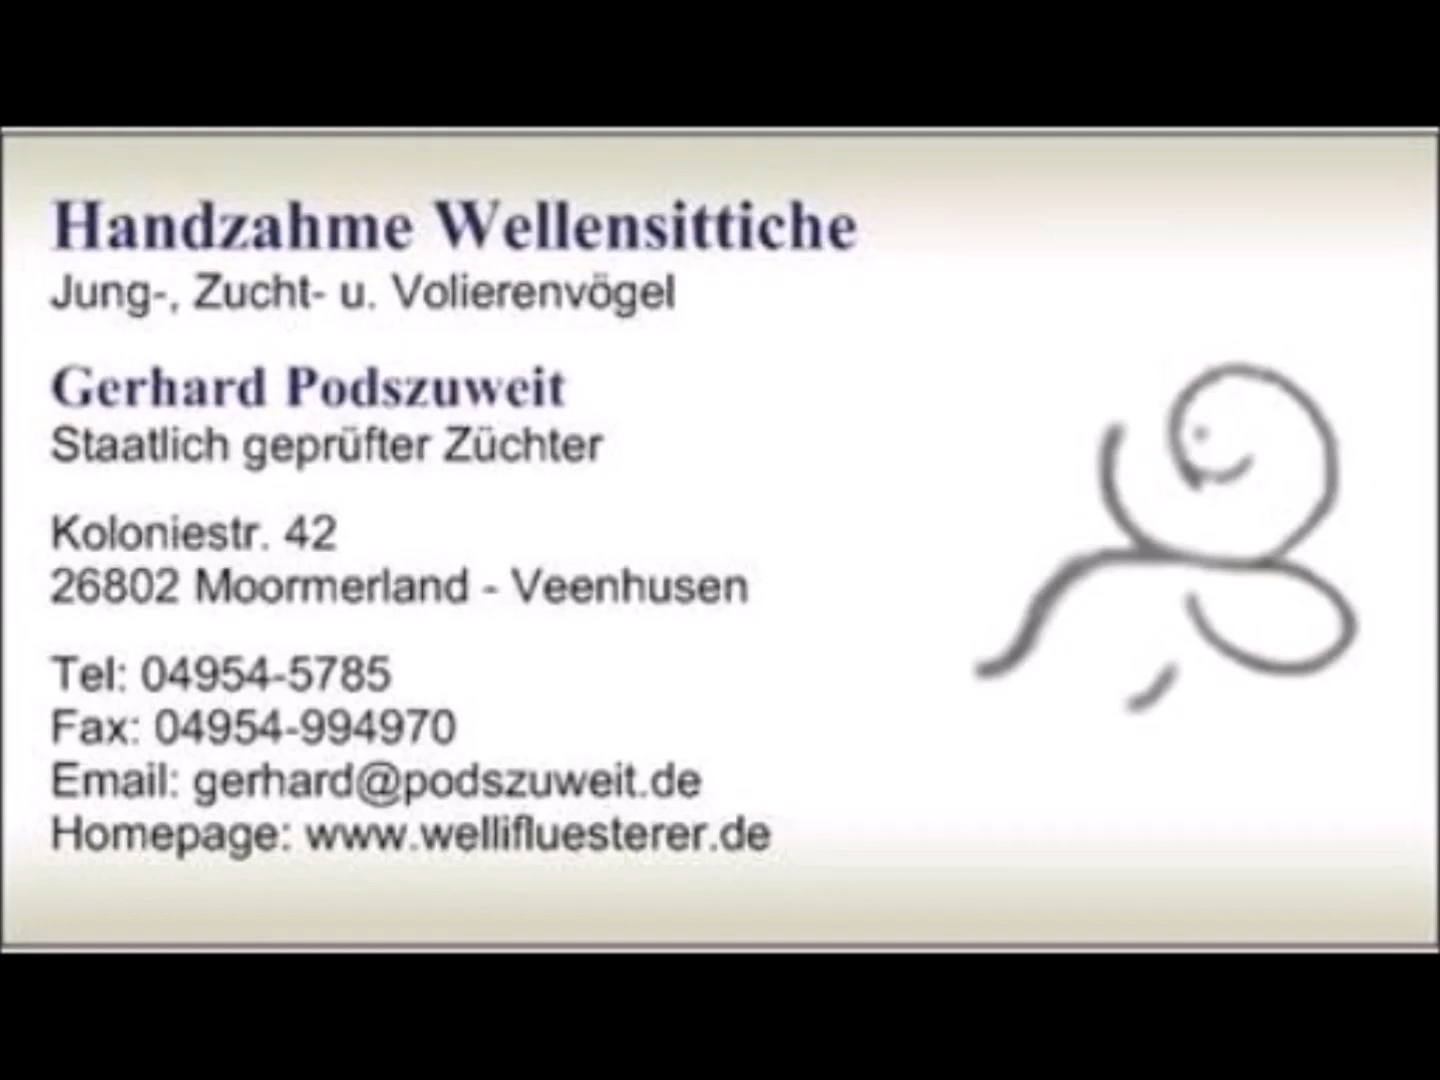 Handzahme Wellensittiche
Jung-, Zucht- u. Volierenvögel
Gerhard Podszuweit
Staatlich geprüfter Züchter
Koloniestr. 42
26802 Moormerland - Veenhusen
Tel: 04954-5785
Fax: 04954-994970
Email: gerhard@podszuweit.de
Homepage: www.wellifluesterer.de